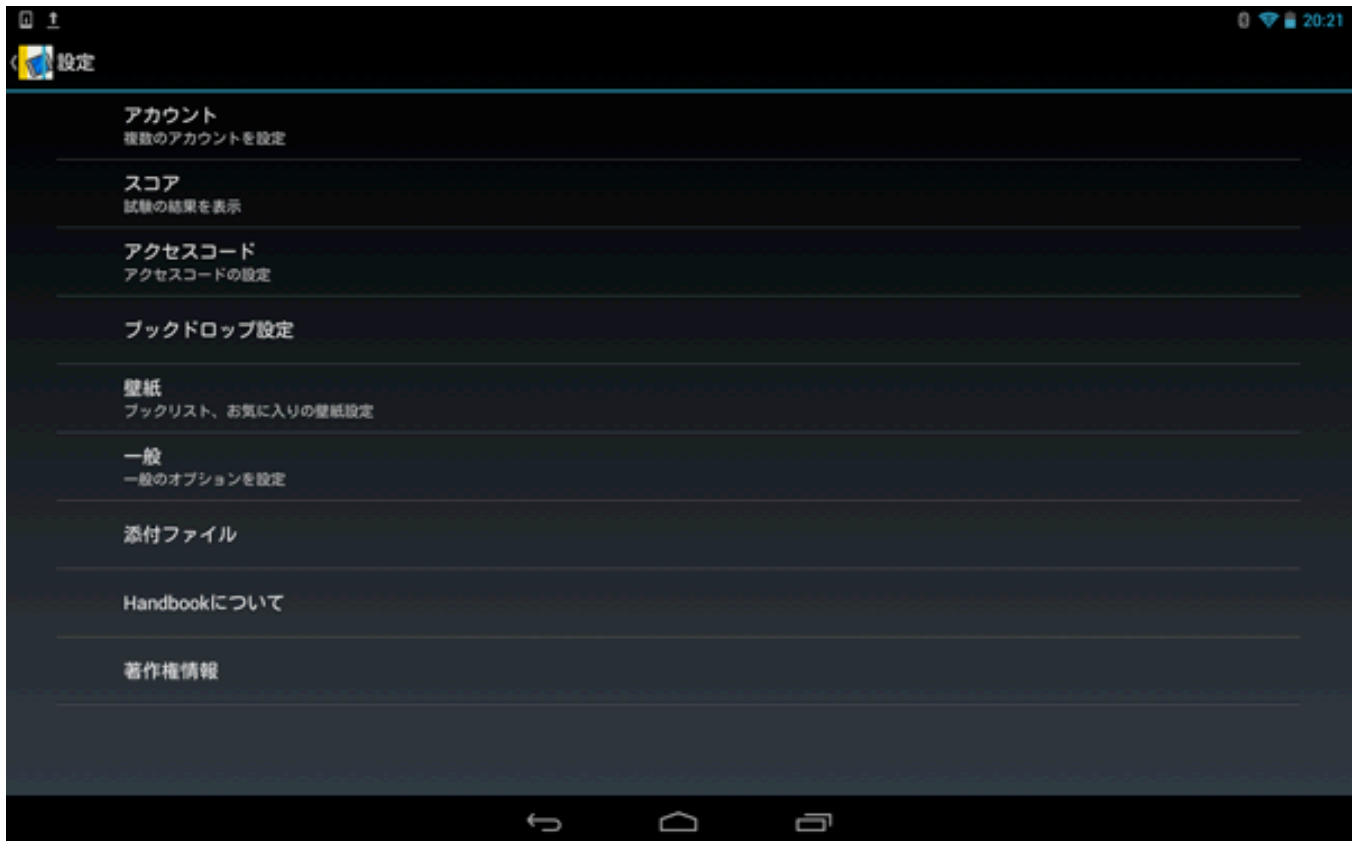 20:21
設定
アカウント
複数のアカウントを設定
スコア
試験の結果を表示
アクセスコード
アクセスコードの設定
ブックドロップ設定
壁紙
ブックリスト、お気に入りの壁紙設定
一般
一般のオプションを設定
添付ファイル
Handbookについて
著作権情報